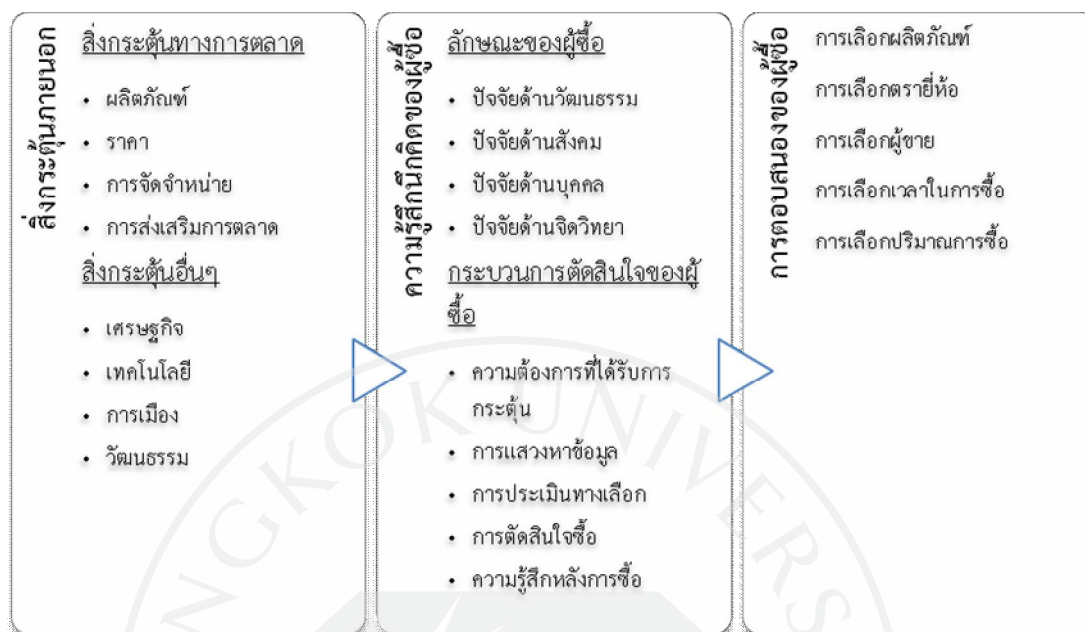 สิ่งกระตุ้นภายนอก
สิ่งกระตุ้นทางการตลาด
• ผลิตภัณฑ์
• ราคา
• การจัดจำหน่าย
• การส่งเสริมการตลาด
สิ่งกระตุ้นอื่นๆ
• เศรษฐกิจ
• เทคโนโลยี
• การเมือง
• วัฒนธรรม
ความรู้สึกนึกคิดของผู้ซื้อ
ลักษณะของผู้ซื้อ
• ปัจจัยด้านวัฒนธรรม
• ปัจจัยด้านสังคม
• ปัจจัยด้านบุคคล
• ปัจจัยด้านจิตวิทยา
กระบวนการตัดสินใจของผู้
ซื้อ
• ความต้องการที่ได้รับการ
กระตุ้น
• การแสวงหาข้อมูล
• การประเมินทางเลือก
• การตัดสินใจซื้อ
• ความรู้สึกหลังการซื้อ
การตอบสนองของผู้ซื้อ
การเลือกผลิตภัณฑ์
การเลือกตรายี่ห้อ
การเลือกผู้ขาย
การเลือกเวลาในการซื้อ
การเลือกปริมาณการซื้อ
NGKOK UNIVERS